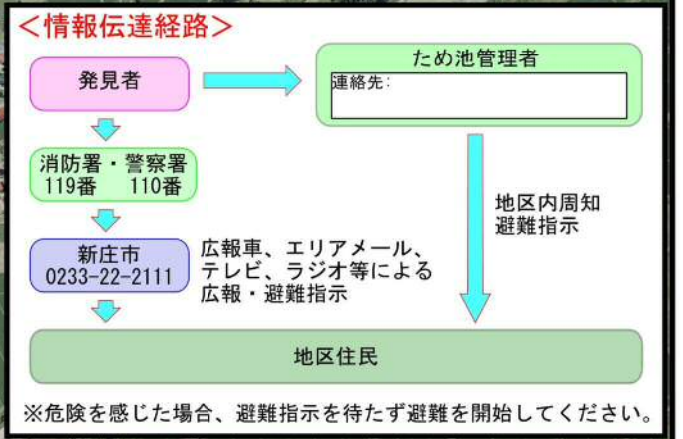 ＜情報伝達経路＞
発見者
ため池管理者
連絡先：
消防署・警察署
119番　110番
新庄市
0233-22-2111
広報車、エリアメール、
テレビ、ラジオ等による
広報・避難指示
地区内周知
避難指示
地区住民
※危険を感じた場合、避難指示を待たず避難を開始してください。